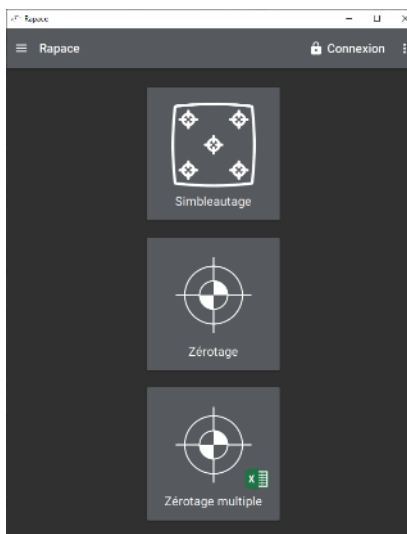 Rapace
Rapace
Connexion
Simbleautage
Zérotage
Zérotage multiple